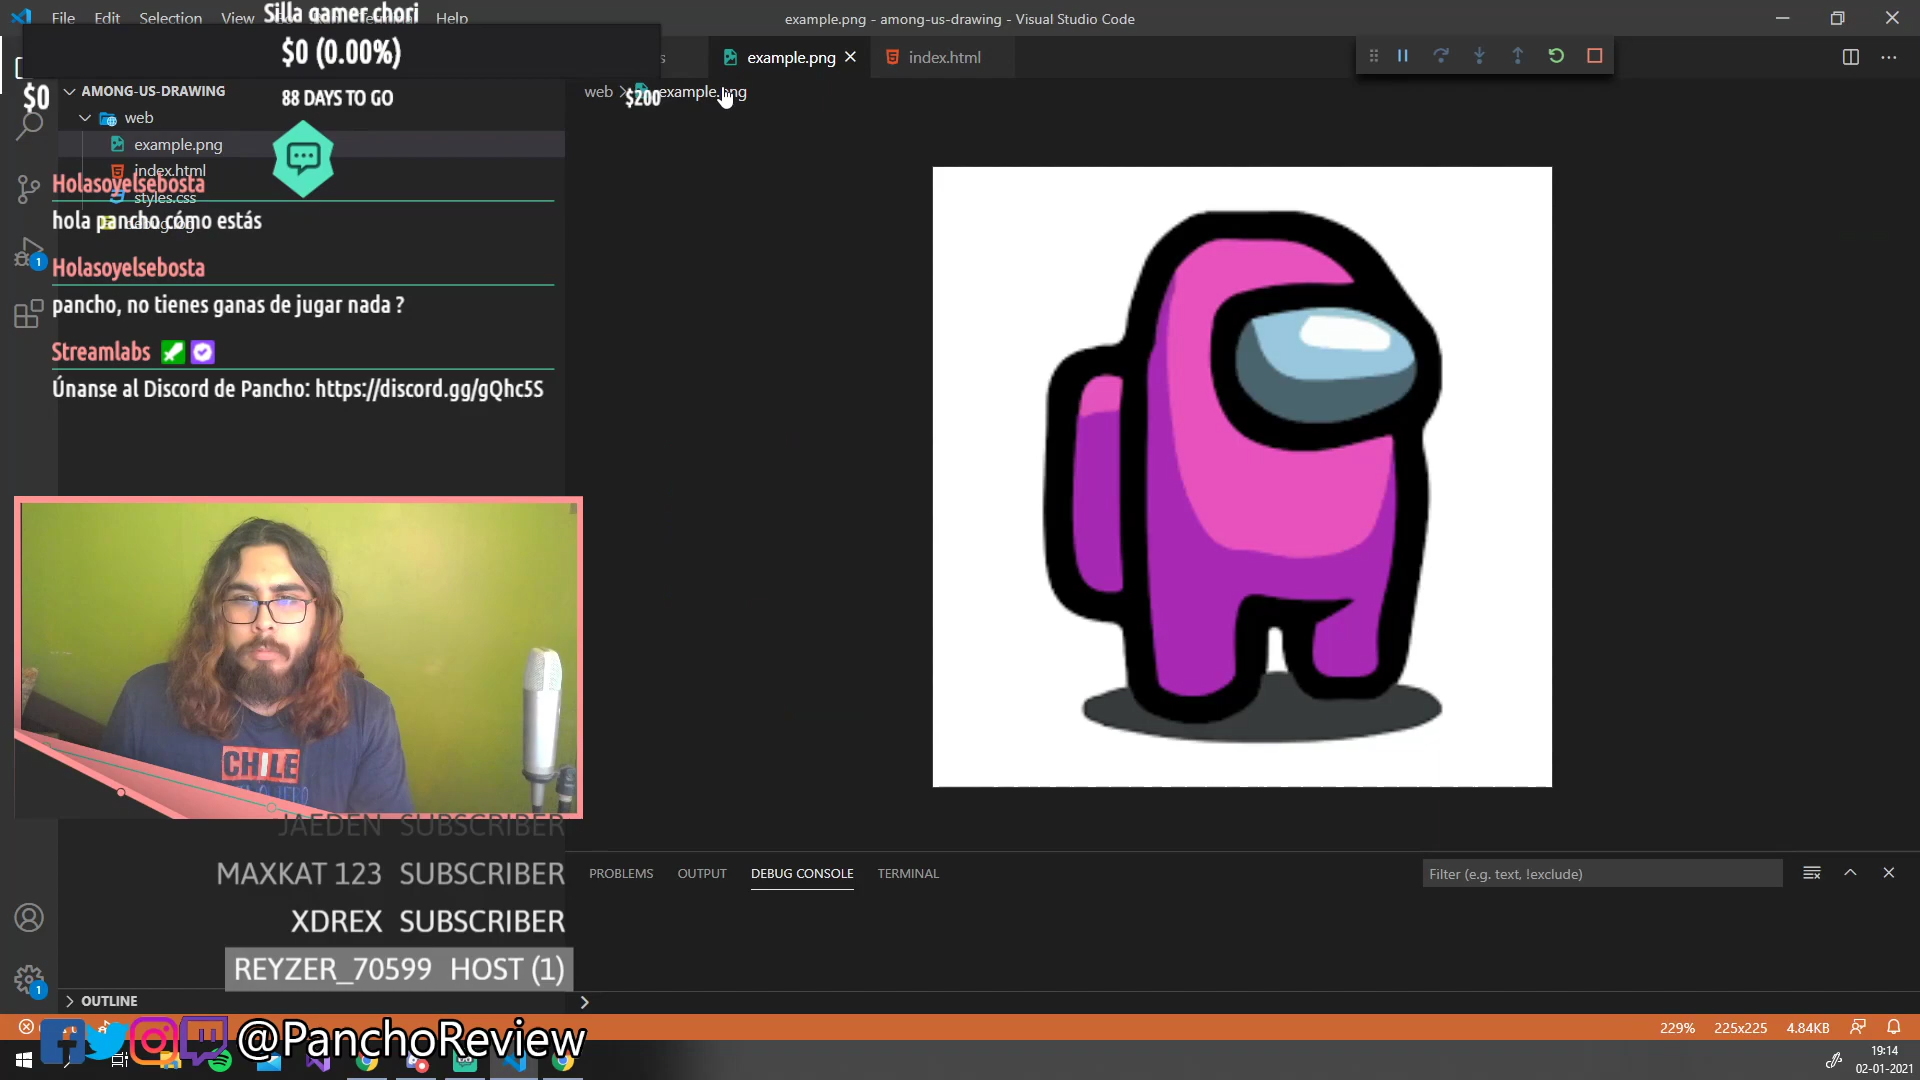 File Edit Selection View Terminal Help
example.png - among-us-drawing - Visual Studio Code
Silla gamer chori
$0 (0.00%)
88 DAYS TO GO
$0
$200
s
example.png
index.html
AMONG-US-DRAWING
web
example.png
index.html
styles.css
debug.log
web > example.png
Holasoyelsebosta
hola pancho cómo estás
Holasoyelsebosta
pancho, no tienes ganas de jugar nada ?
Streamlabs
Únanse al Discord de Pancho: https://discord.gg/gQhc5S
1
CHILE
JAEDEN SUBSCRIBER
MAXKAT 123 SUBSCRIBER
XDREX SUBSCRIBER
REYZER_70599 HOST (1)
1
OUTLINE
PROBLEMS OUTPUT DEBUG CONSOLE TERMINAL
Filter (e.g. text, !exclude)
229% 225x225 4.84KB
@PanchoReview
19:14
02-01-2021